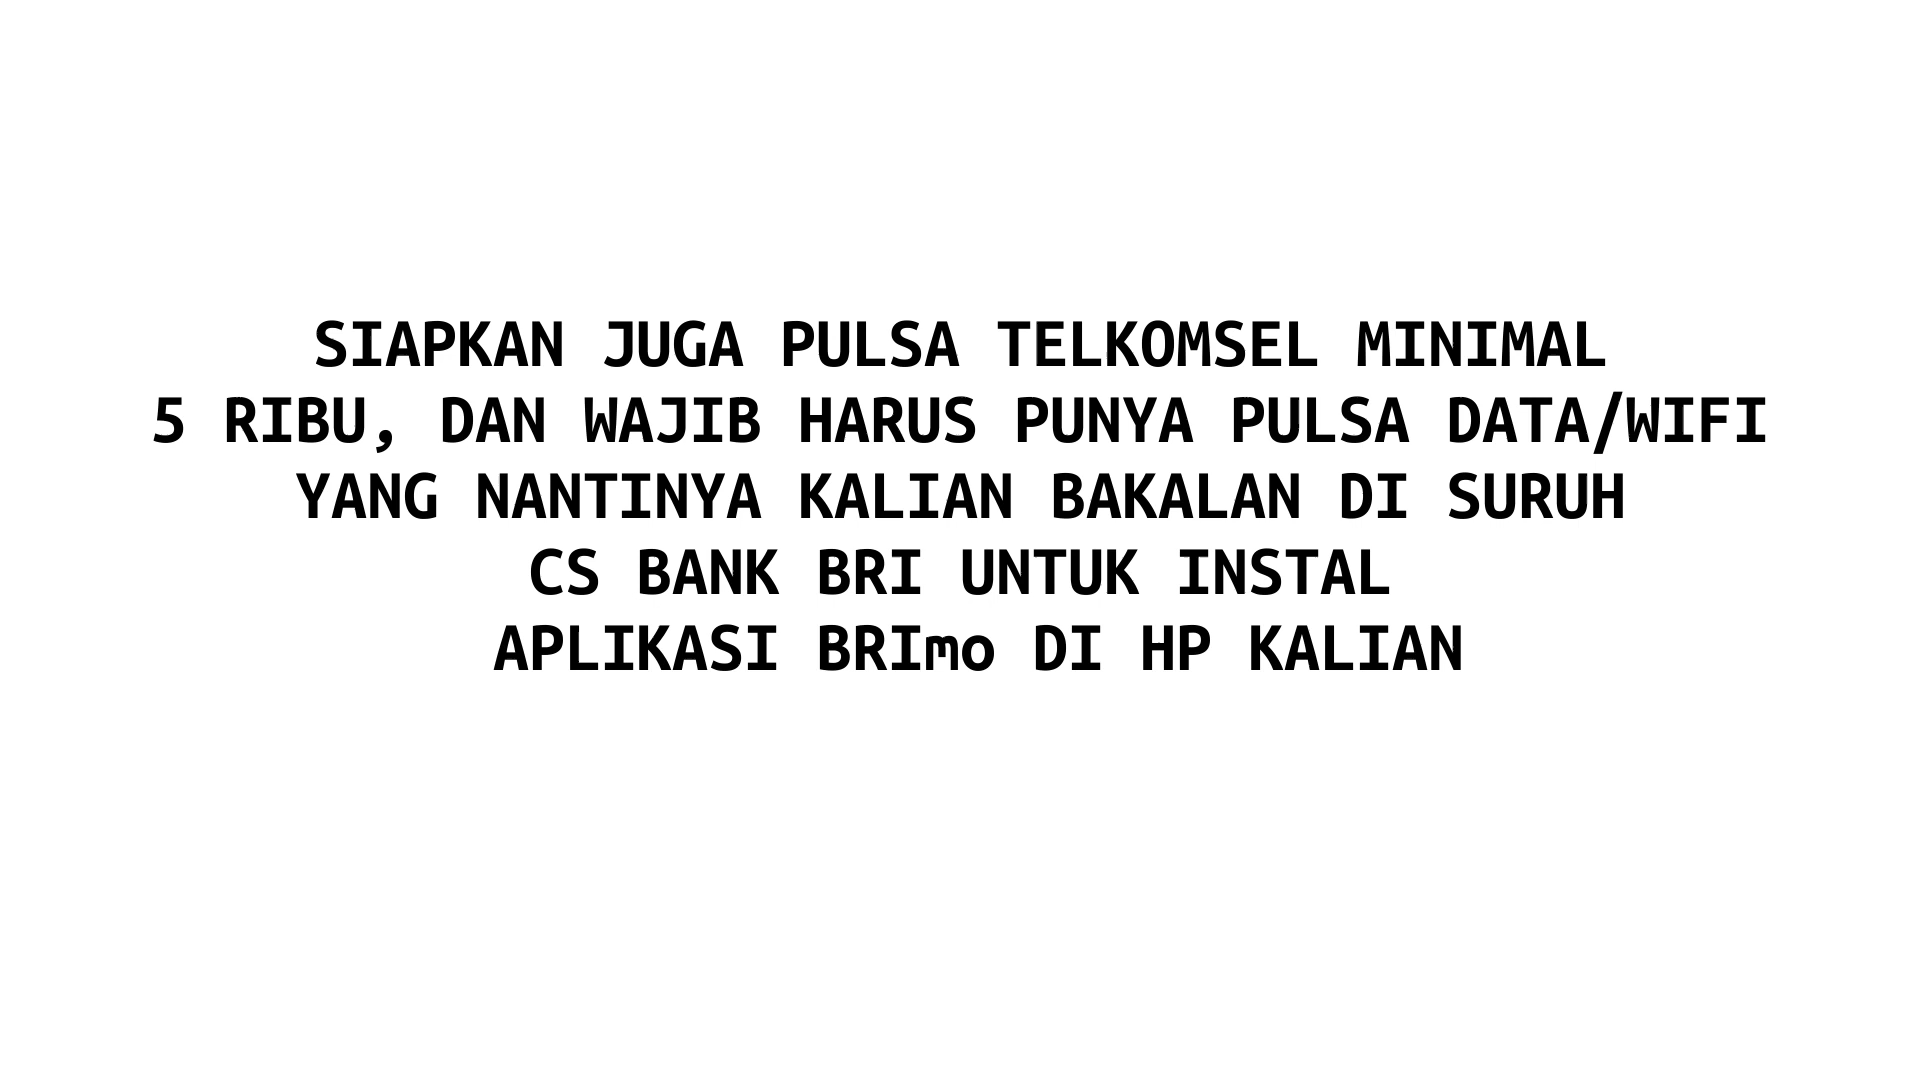 SIAPKAN JUGA PULSA TELKOMSEL MINIMAL
5 RIBU, DAN WAJIB HARUS PUNYA PULSA DATA/WIFI
YANG NANTINYA KALIAN BAKALAN DI SURUH
CS BANK BRI UNTUK INSTAL
APLIKASI BRImo DI HP KALIAN